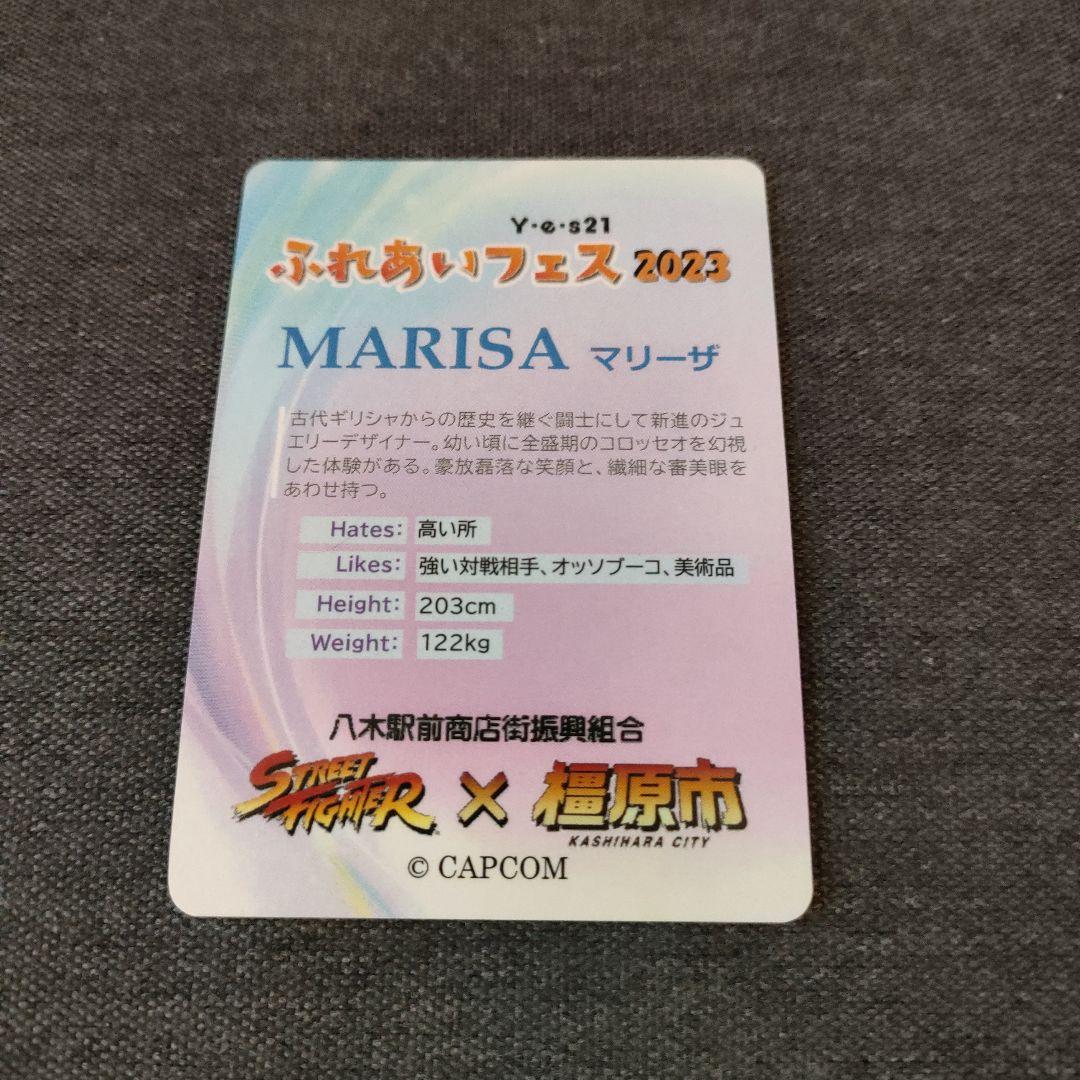 Y・e・s21
ふれあいフェス 2023
MARISA マリーザ
古代ギリシャからの歴史を継ぐ闘士にして新進のジュ
エリーデザイナー。幼い頃に全盛期のコロッセオを幻視
した体験がある。豪放磊落な笑顔と、繊細な審美眼を
あわせ持つ。
Hates: 高い所
Likes: 強い対戦相手、オッソブーコ、美術品
Height: 203cm
Weight: 122kg
八木駅前商店街振興組合
STREET FIGHTER × 橿原市
KASHIHARA CITY
© CAPCOM